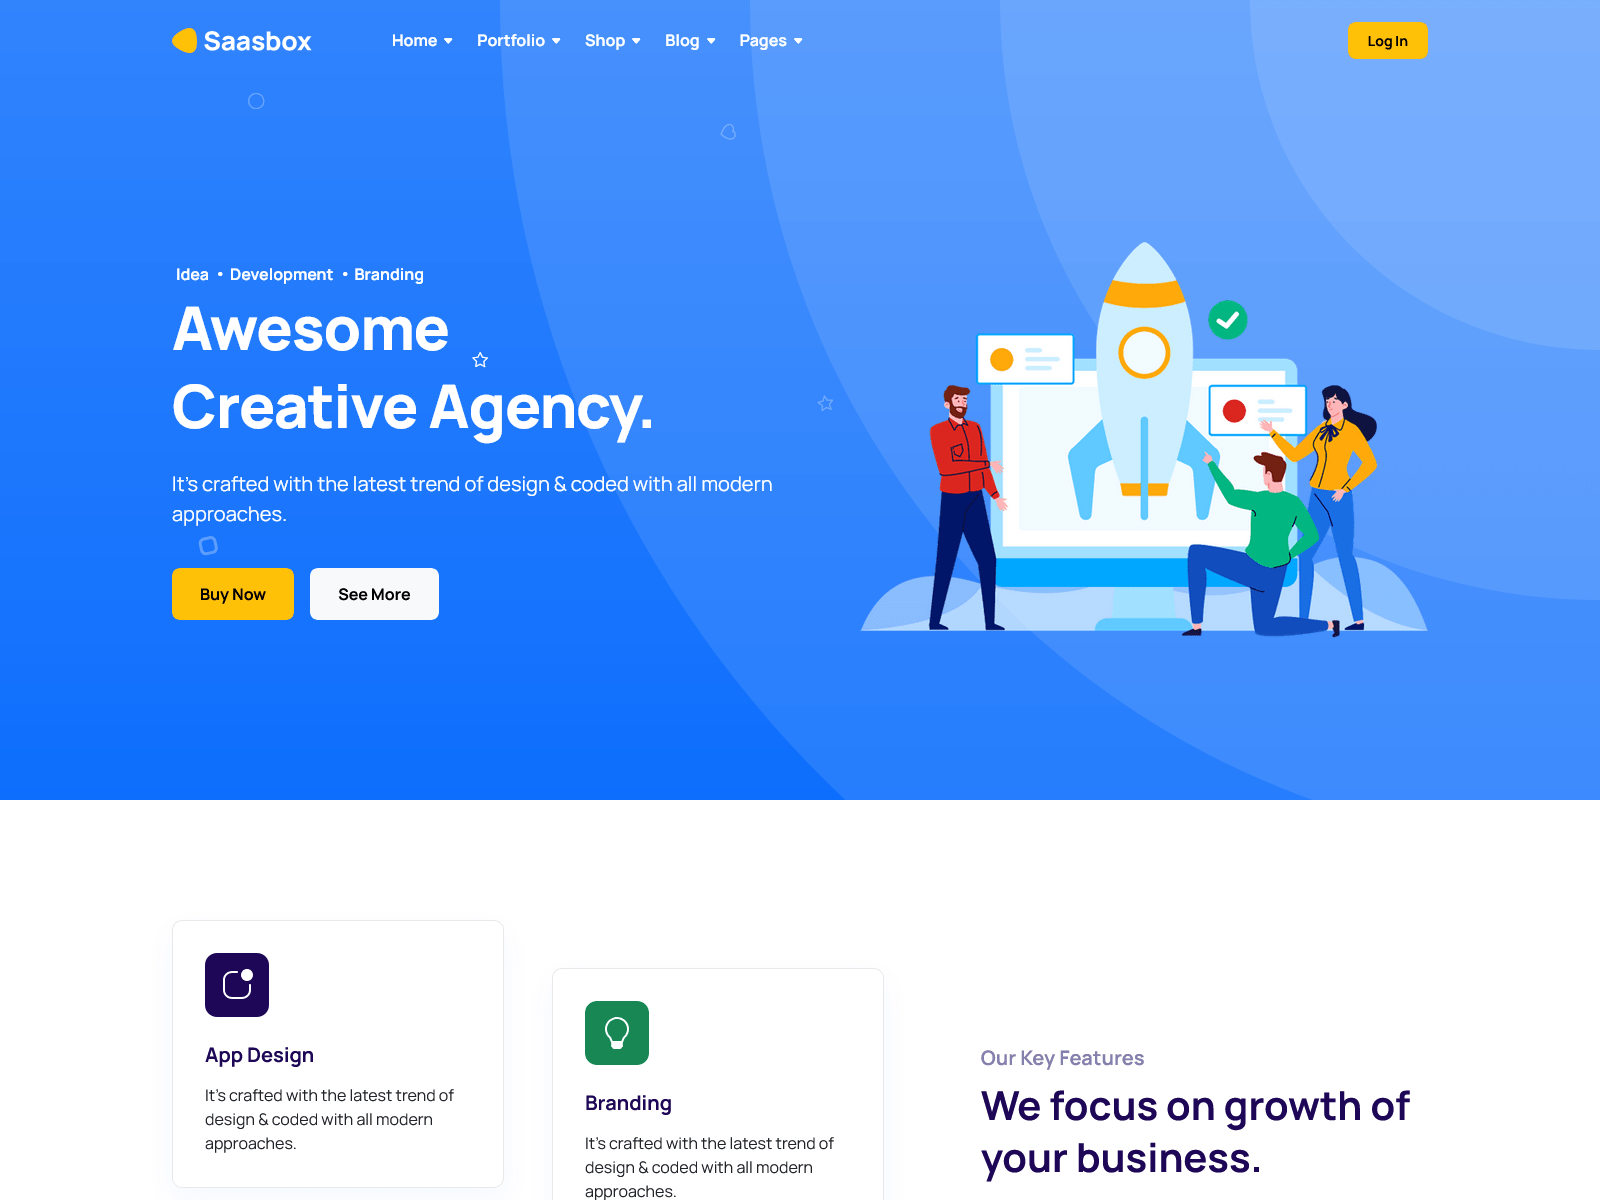 Saasbox
Home
Portfolio
Shop
Blog
Pages
Log In
Idea • Development • Branding
Awesome
Creative Agency.
It's crafted with the latest trend of design & coded with all modern
approaches.
Buy Now
See More
App Design
It's crafted with the latest trend of
design & coded with all modern
approaches.
Branding
It's crafted with the latest trend of
design & coded with all modern
approaches.
Our Key Features
We focus on growth of
your business.